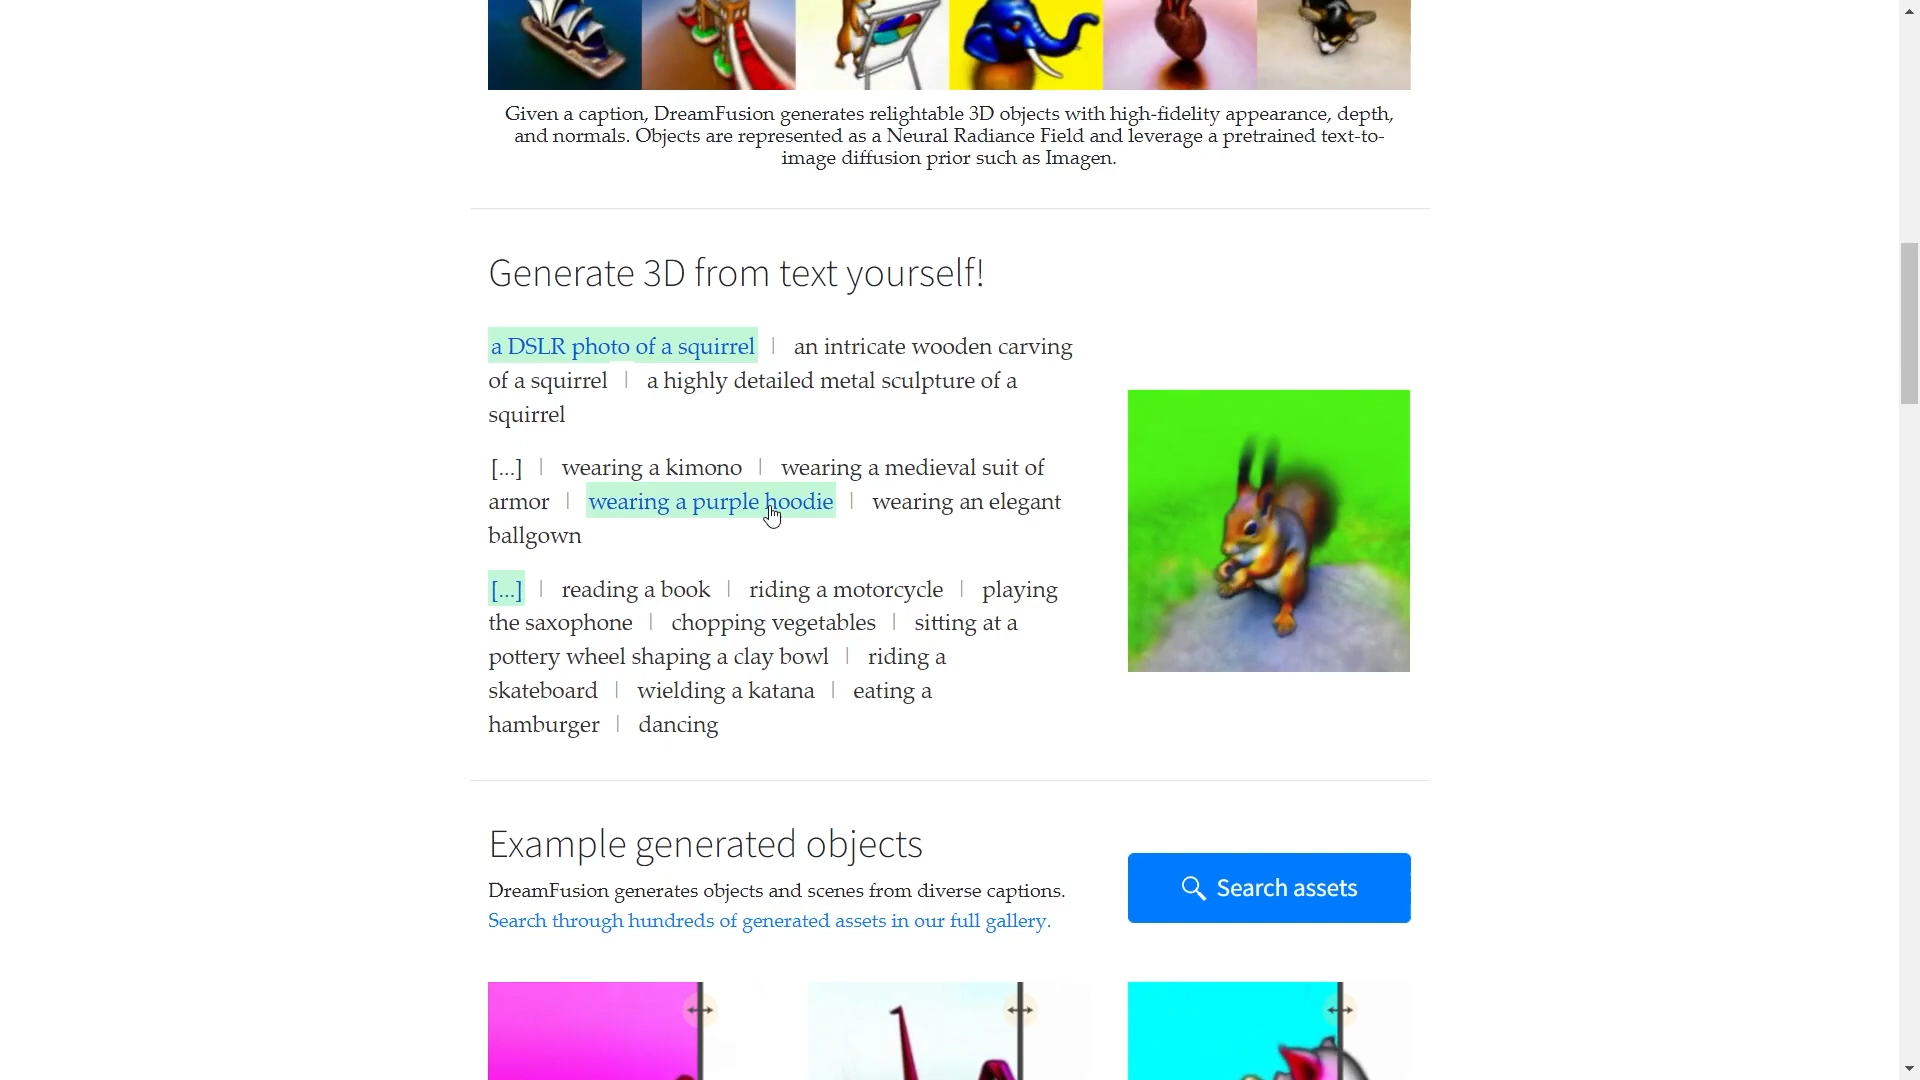 Given a caption, DreamFusion generates relightable 3D objects with high-fidelity appearance, depth,
and normals. Objects are represented as a Neural Radiance Field and leverage a pretrained text-to-
image diffusion prior such as Imagen.
Generate 3D from text yourself!
a DSLR photo of a squirrel | an intricate wooden carving
of a squirrel | a highly detailed metal sculpture of a
squirrel
[...] | wearing a kimono | wearing a medieval suit of
armor | wearing a purple hoodie | wearing an elegant
ballgown
[...] | reading a book | riding a motorcycle | playing
the saxophone | chopping vegetables | sitting at a
pottery wheel shaping a clay bowl | riding a
skateboard | wielding a katana | eating a
hamburger | dancing
Example generated objects
DreamFusion generates objects and scenes from diverse captions.
Search through hundreds of generated assets in our full gallery.
Search assets